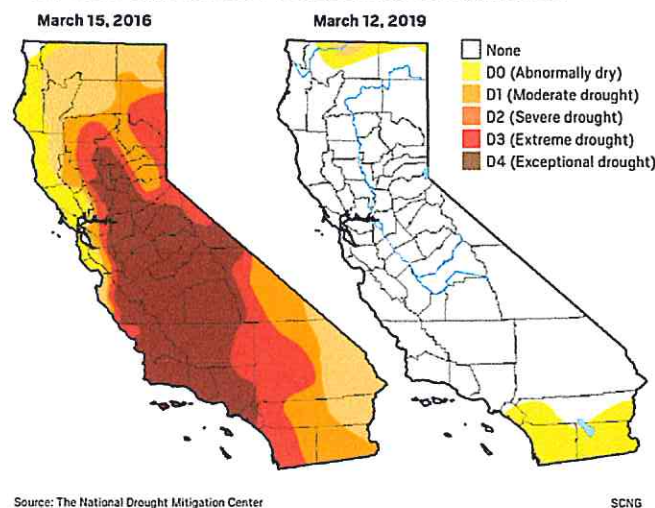 March 15, 2016
March 12, 2019
None
D0 (Abnormally dry)
D1 (Moderate drought)
D2 (Severe drought)
D3 (Extreme drought)
D4 (Exceptional drought)
Source: The National Drought Mitigation Center
SCNG